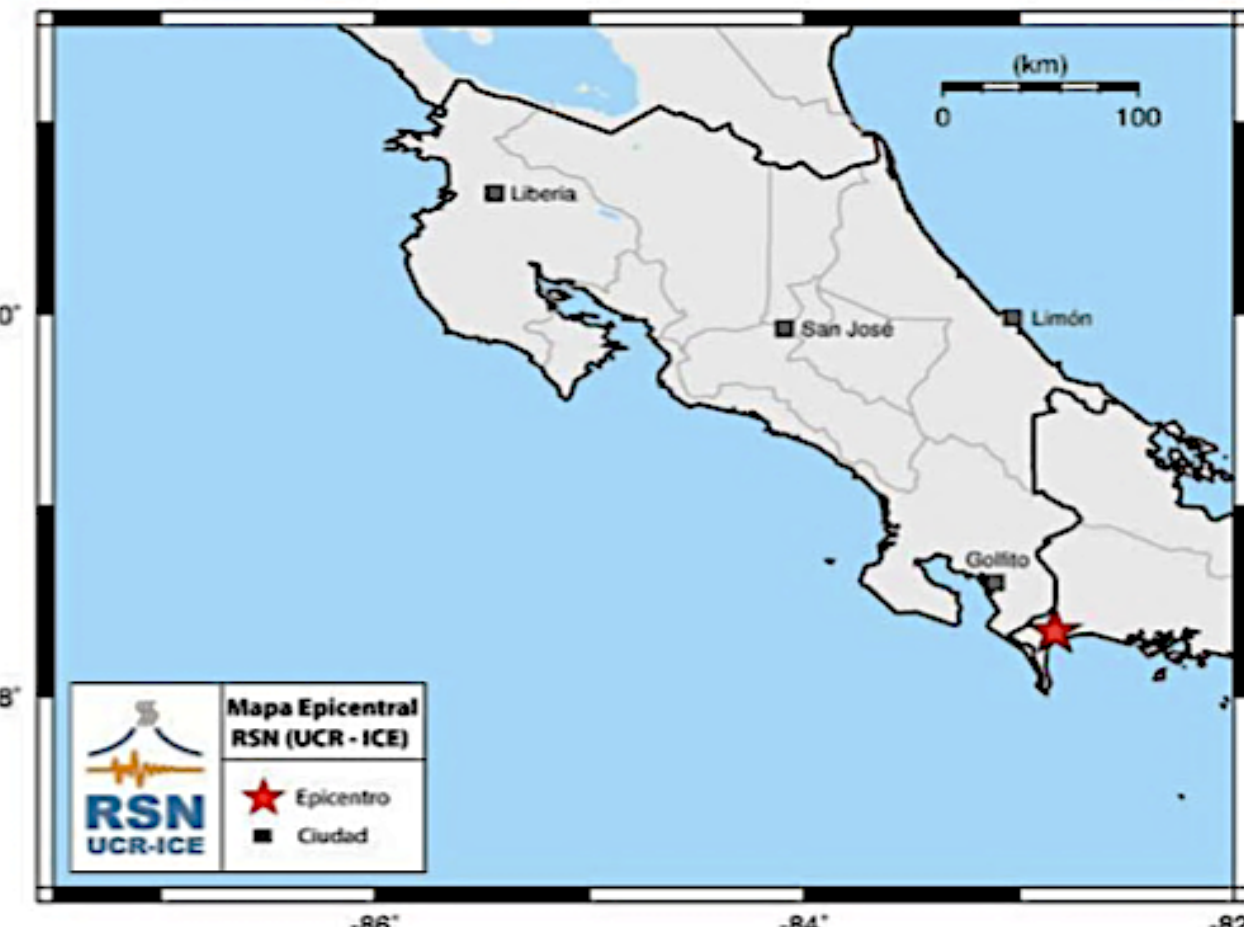 (km)
0 100
Liberia
San José
Limón
Golfito
0°
8°
Mapa Epicentral
RSN (UCR - ICE)
RSN
UCR-ICE
Epicentro
Ciudad
-86° -84° -82